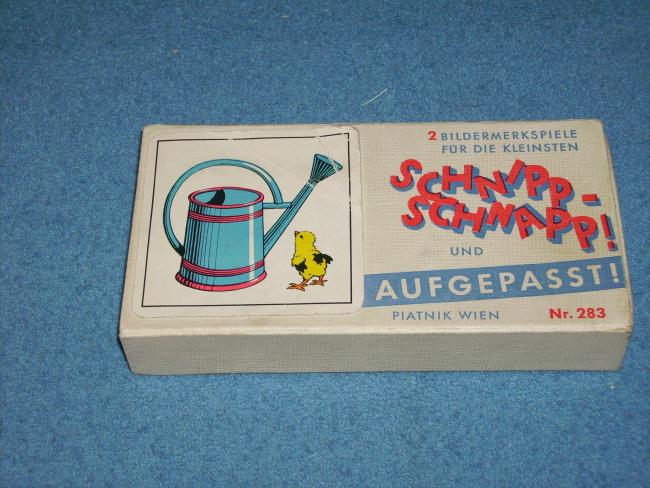 2 BILDERMERKSPIELE
FÜR DIE KLEINSTEN
SCHNIPP-
SCHNAPP!
UND
AUFGEPASST!
PIATNIK WIEN Nr. 283